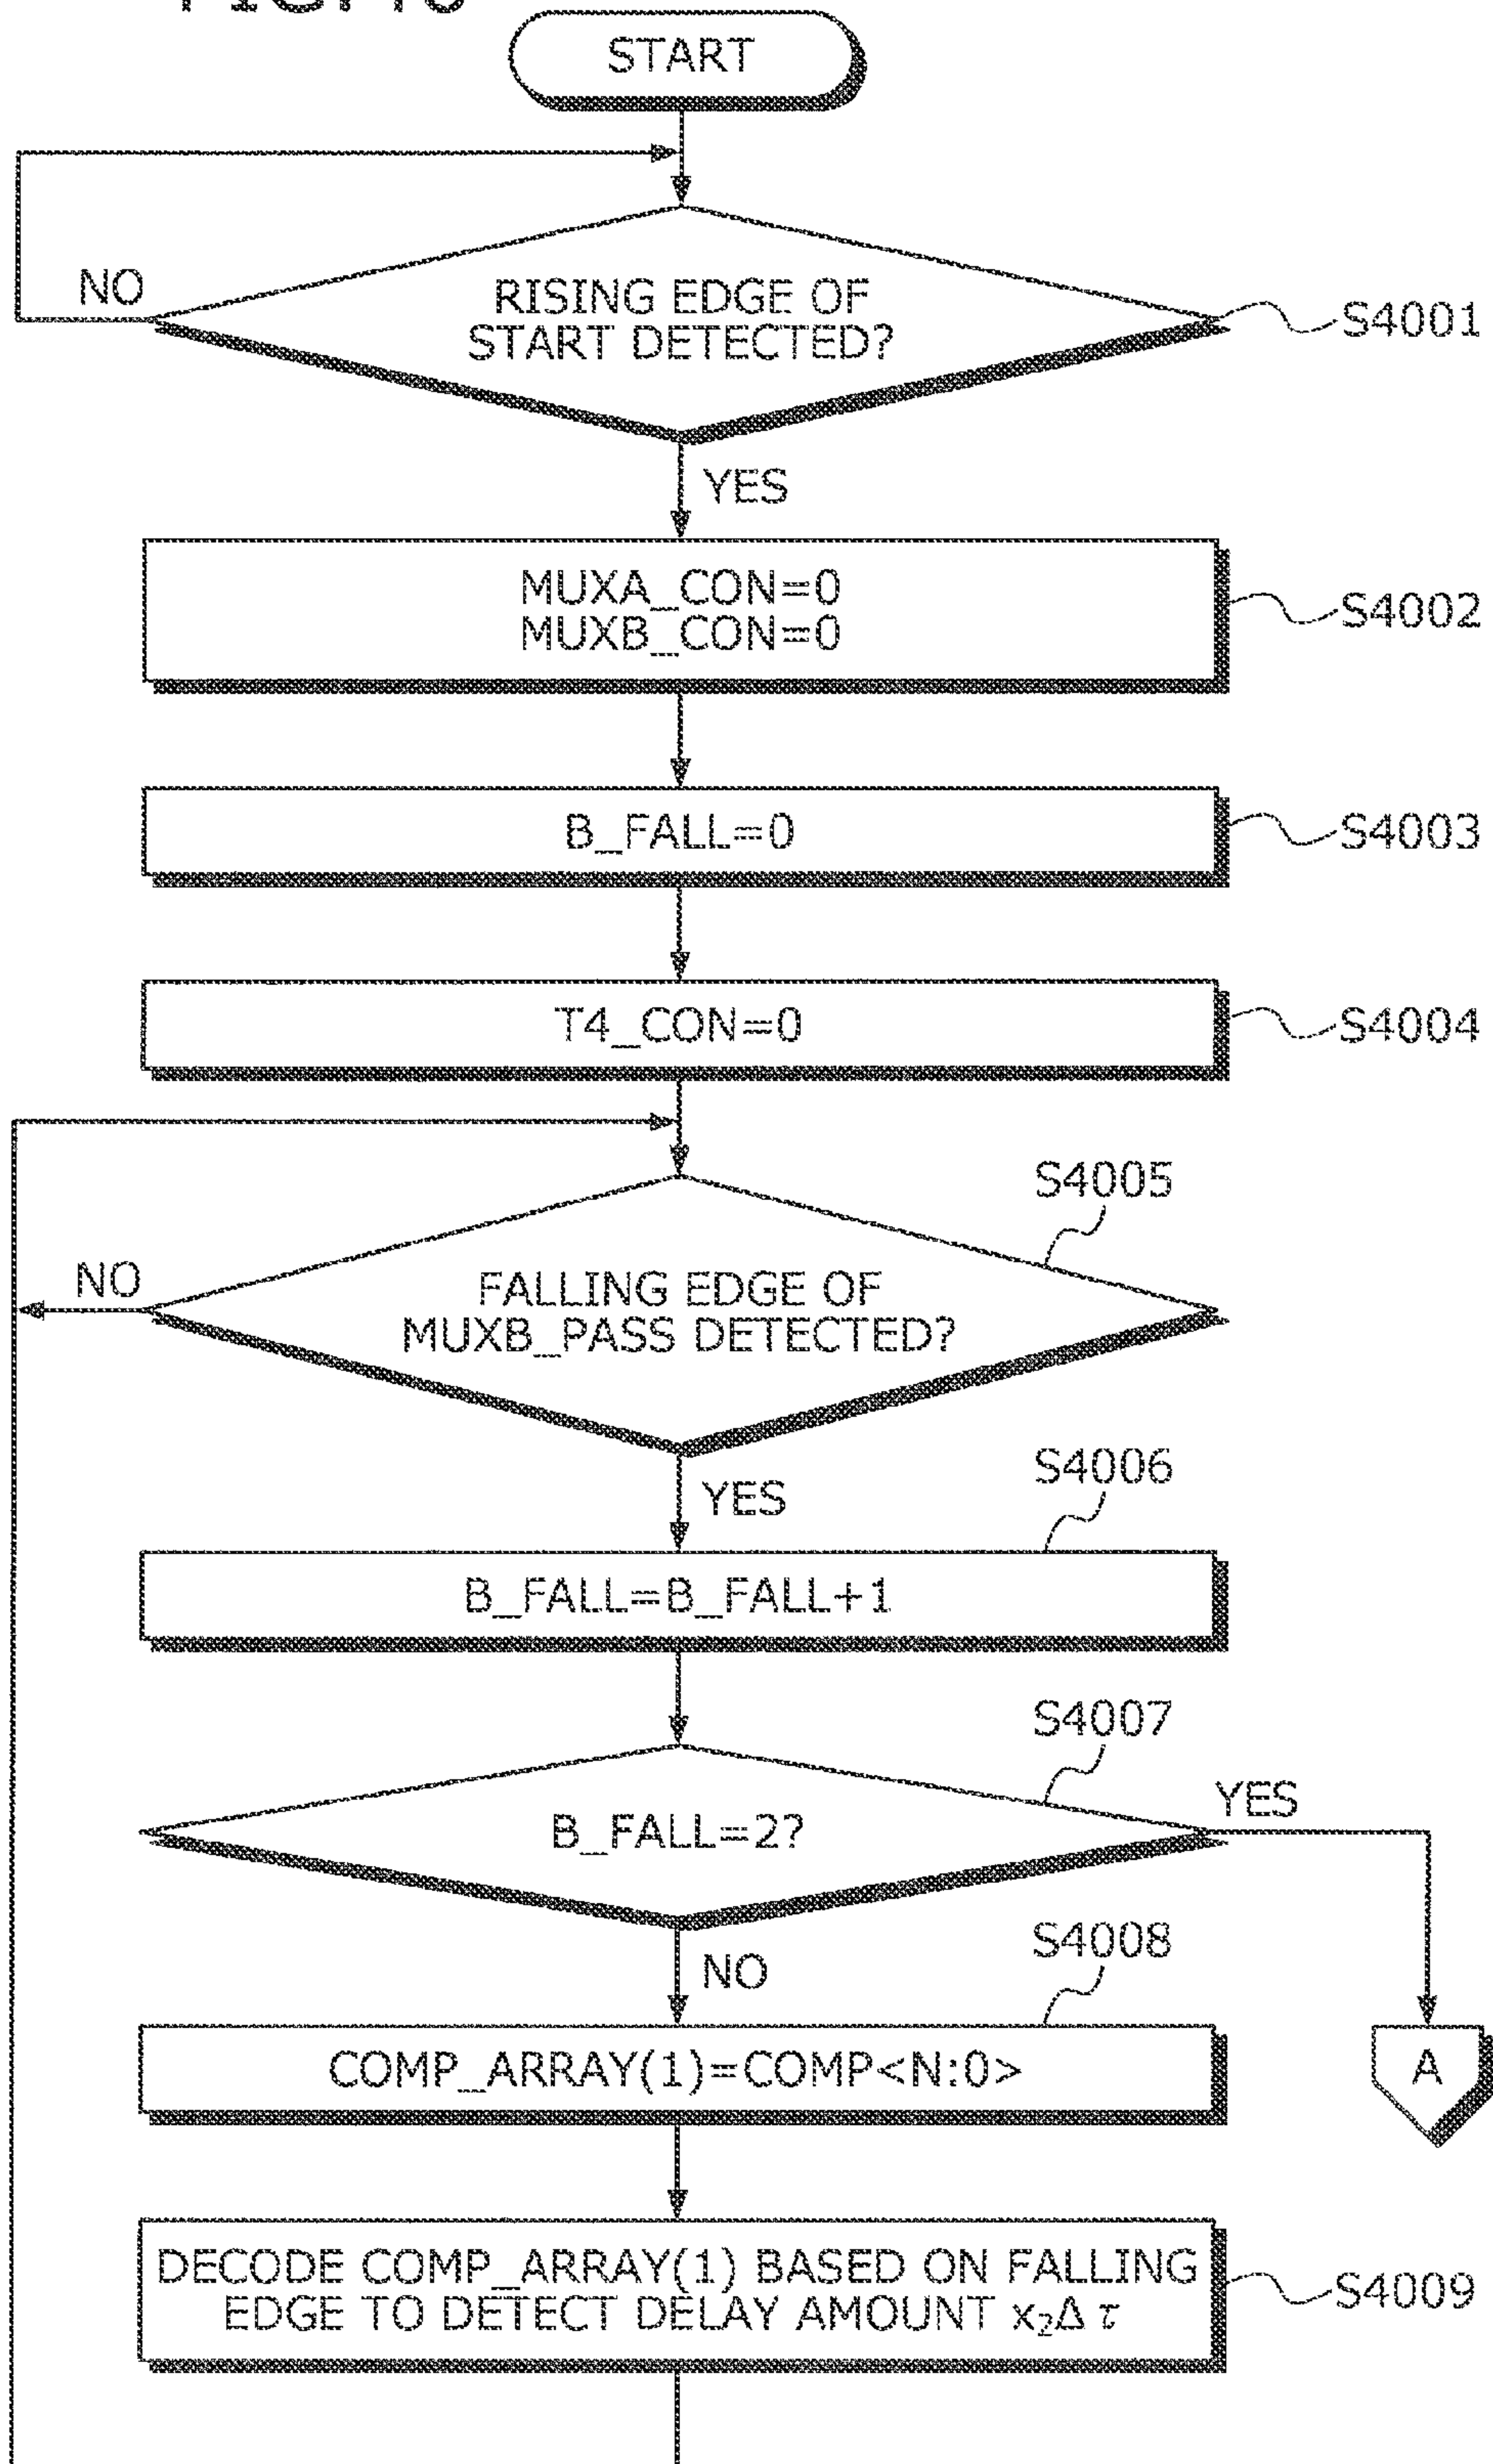 START
NO
RISING EDGE OF
START DETECTED?
S4001
YES
MUXA_CON=0
MUXB_CON=0
S4002
B_FALL=0
S4003
T4_CON=0
S4004
S4005
NO
FALLING EDGE OF
MUXB_PASS DETECTED?
YES
S4006
B_FALL=B_FALL+1
S4007
YES
B_FALL=2?
NO
S4008
COMP_ARRAY(1)=COMP<N:0>
A
DECODE COMP_ARRAY(1) BASED ON FALLING
EDGE TO DETECT DELAY AMOUNT x₂Δτ
S4009